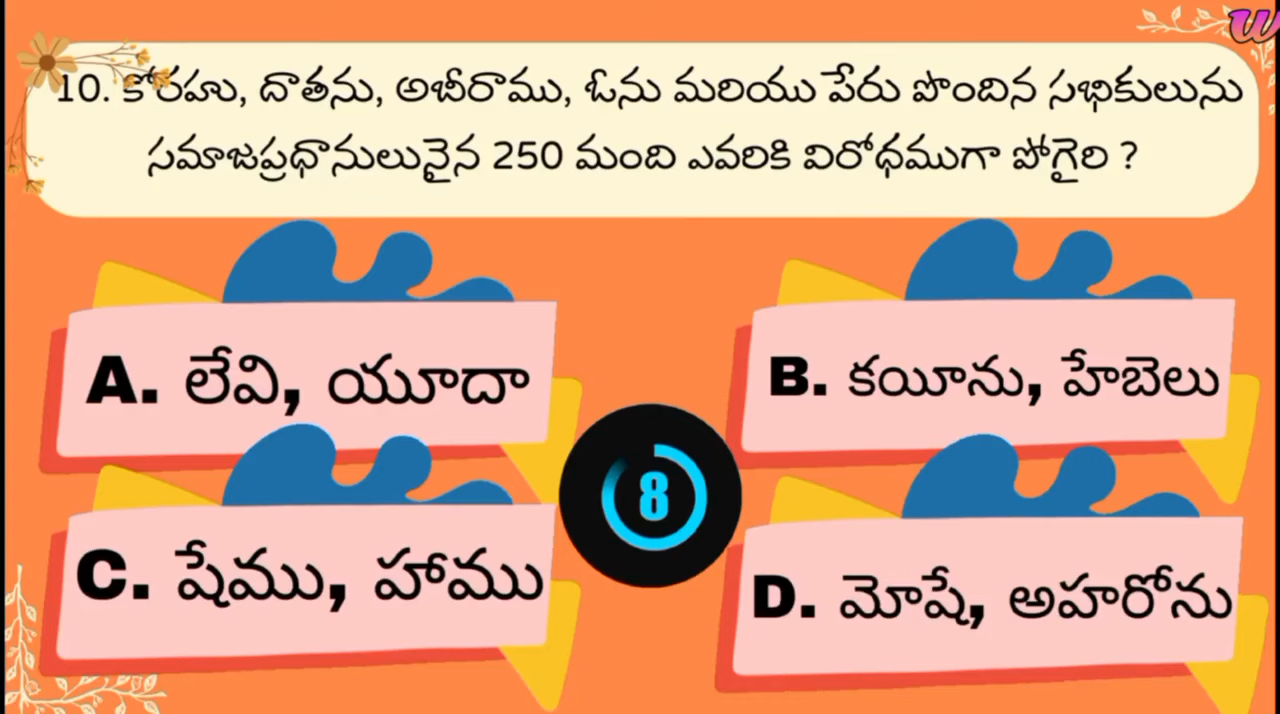 W
10. కోరహు, దాతను, అబీరాము, ఓను మరియు పేరు పొందిన సభికులును
సమాజప్రధానులునైన 250 మంది ఎవరికి విరోధముగా పోగైరి ?
A. లేవి, యూదా
B. కయీను, హేబెలు
8
C. షేము, హాము
D. మోషే, అహరోను